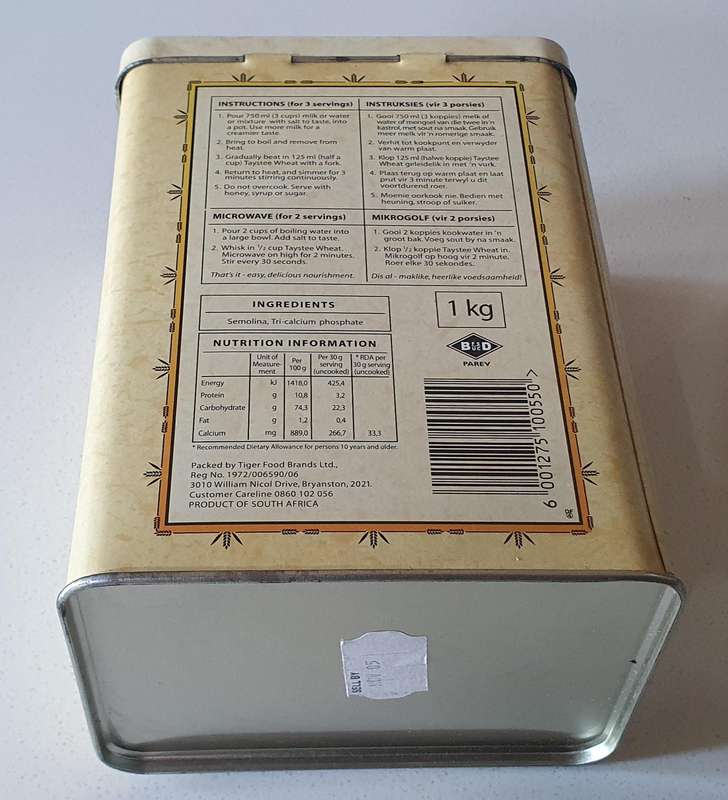 INSTRUCTIONS (for 3 servings)
1. Pour 750 ml (3 cups) milk or water
or mixture with salt to taste, into
a pot. Use more milk for a
creamier taste.
2. Bring to boil and remove from
heat.
3. Gradually beat in 125 ml (half a
cup) Taystee Wheat with a fork.
4. Return to heat, and simmer for 3
minutes stirring continuously.
5. Do not overcook. Serve with
honey, syrup or sugar.
INSTRUKSIES (vir 3 porsies)
1. Gooi 750 ml (3 koppies) melk of
water of mengsel van die twee in 'n
kastrol, met sout na smaak. Gebruik
meer melk vir 'n romerige smaak.
2. Verhit tot kookpunt en verwyder
van warm plaat.
3. Klop 125 ml (halwe koppie) Taystee
Wheat geleidelik in met 'n vurk.
4. Plaas terug op warm plaat en laat
prut vir 3 minute terwyl u dit
voortdurend roer.
5. Moenie oorkook nie. Bedien met
heuning, stroop of suiker.
MICROWAVE (for 2 servings)
1. Pour 2 cups of boiling water into
a large bowl. Add salt to taste.
2. Whisk in 1/2 cup Taystee Wheat.
Microwave on high for 2 minutes.
Stir every 30 seconds.
That's it - easy, delicious nourishment.
MIKROGOLF (vir 2 porsies)
1. Gooi 2 koppies kookwater in 'n
groot bak. Voeg sout by na smaak.
2. Klop 1/2 koppie Taystee Wheat in.
Mikrogolf op hoog vir 2 minute.
Roer elke 30 sekondes.
Dis al - maklike, heerlike voedsaamheid!
INGREDIENTS
Semolina, Tri-calcium phosphate
1 kg
NUTRITION INFORMATION
Unit of Measure-ment Per 100 g Per 30 g serving (uncooked) * RDA per 30 g serving (uncooked)
Energy kJ 1418,0 425,4
Protein g 10,8 3,2
Carbohydrate g 74,3 22,3
Fat g 1,2 0,4
Calcium mg 889,0 266,7 33,3
* Recommended Dietary Allowance for persons 10 years and older.
B D
PAREV
Packed by Tiger Food Brands Ltd.,
Reg No. 1972/006590/06
3010 William Nicol Drive, Bryanston, 2021.
Customer Careline 0860 102 056
PRODUCT OF SOUTH AFRICA
6 001275 100550 >
SELL BY
05